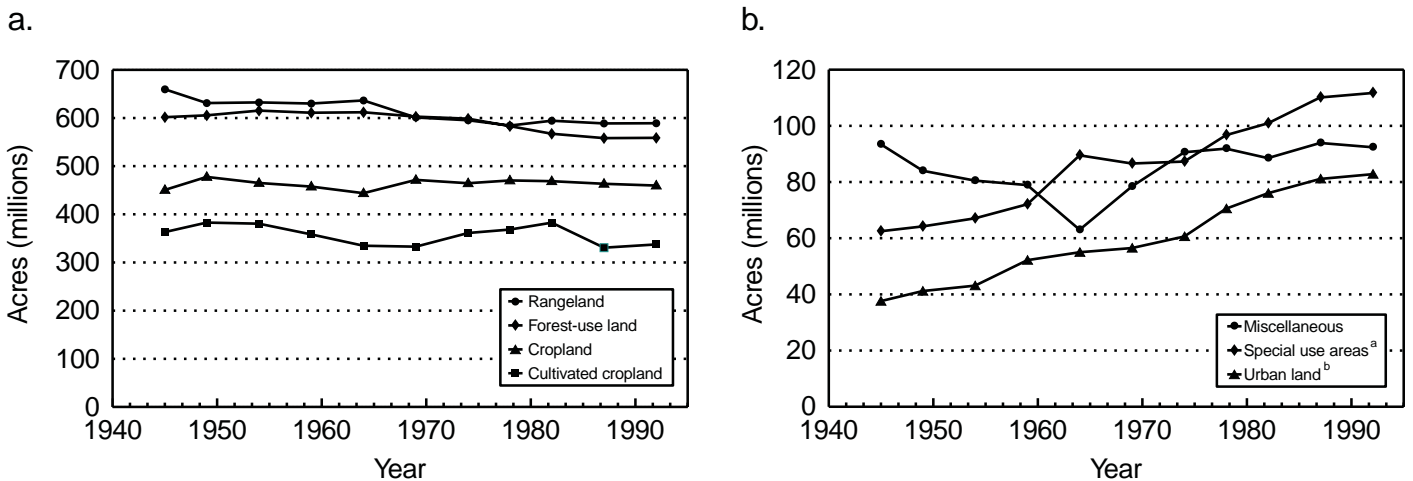 a.
700
600
500
400
300
200
100
0
Acres (millions)
1940 1950 1960 1970 1980 1990
Year
Rangeland
Forest-use land
Cropland
Cultivated cropland
b.
120
100
80
60
40
20
0
Acres (millions)
1940 1950 1960 1970 1980 1990
Year
Miscellaneous
Special use areas a
Urban land b